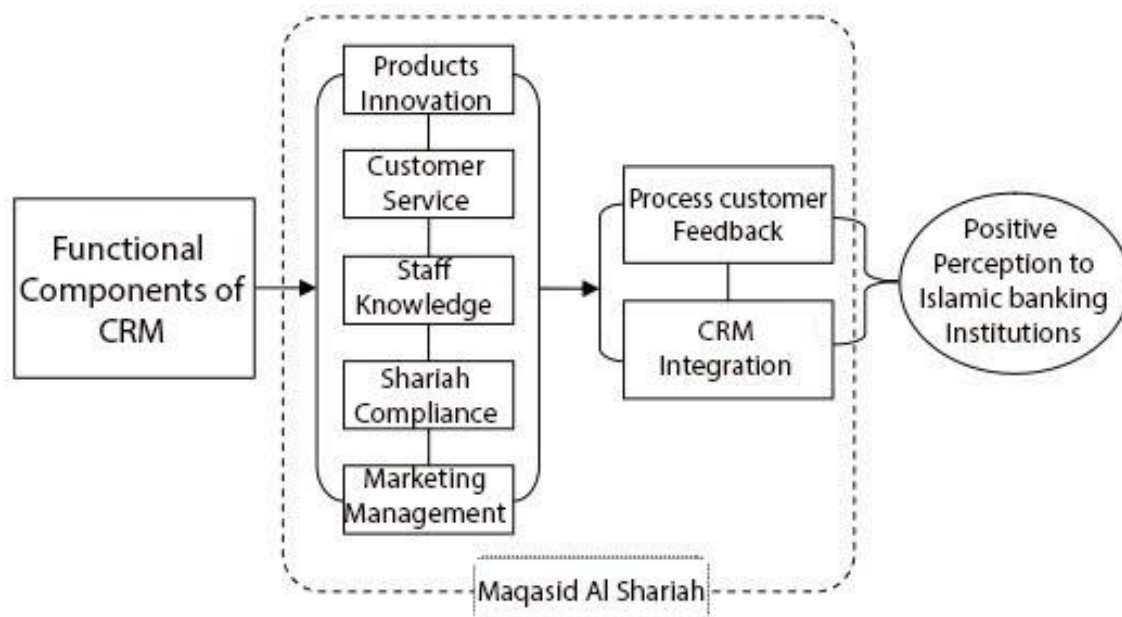 Functional
Components of
CRM
Products
Innovation
Customer
Service
Staff
Knowledge
Shariah
Compliance
Marketing
Management
Process customer
Feedback
CRM
Integration
Positive
Perception to
Islamic banking
Institutions
Maqasid Al Shariah